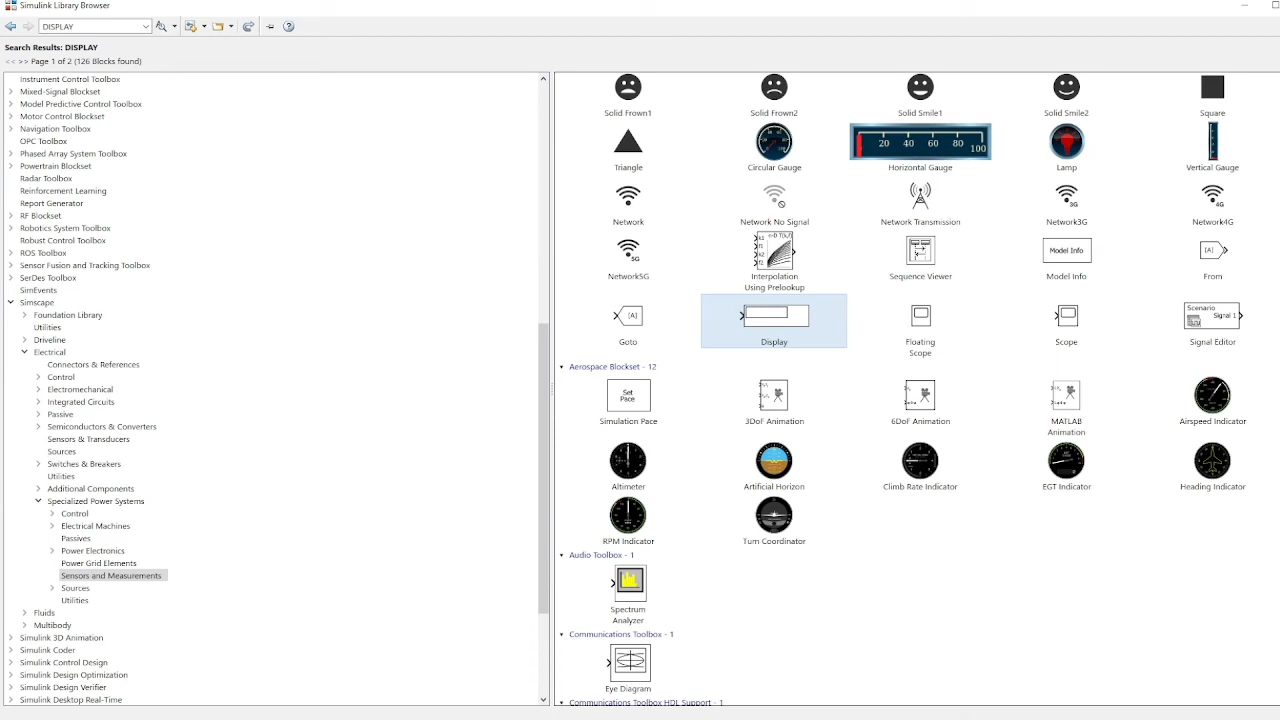 Simulink Library Browser
DISPLAY
Search Results: DISPLAY
<< >> Page 1 of 2 (126 Blocks found)
Instrument Control Toolbox
Mixed-Signal Blockset
Model Predictive Control Toolbox
Motor Control Blockset
Navigation Toolbox
OPC Toolbox
Phased Array System Toolbox
Powertrain Blockset
Radar Toolbox
Reinforcement Learning
Report Generator
RF Blockset
Robotics System Toolbox
Robust Control Toolbox
ROS Toolbox
Sensor Fusion and Tracking Toolbox
SerDes Toolbox
SimEvents
Simscape
Foundation Library
Utilities
Driveline
Electrical
Connectors & References
Control
Electromechanical
Integrated Circuits
Passive
Semiconductors & Converters
Sensors & Transducers
Sources
Switches & Breakers
Utilities
Additional Components
Specialized Power Systems
Control
Electrical Machines
Passives
Power Electronics
Power Grid Elements
Sensors and Measurements
Sources
Utilities
Fluids
Multibody
Simulink 3D Animation
Simulink Coder
Simulink Control Design
Simulink Design Optimization
Simulink Design Verifier
Simulink Desktop Real-Time
Solid Frown1
Solid Frown2
Solid Smile1
Solid Smile2
Square
20 40 60 80 100
Triangle
Circular Gauge
Horizontal Gauge
Lamp
Vertical Gauge
3G
4G
Network
Network No Signal
Network Transmission
Network3G
Network4G
5G
n-D T(k,f)
k1
f1
k2
f2
Model Info
[A]
Network5G
Interpolation
Using Prelookup
Sequence Viewer
Model Info
From
[A]
Scenario
Signal 1
Goto
Display
Floating
Scope
Scope
Signal Editor
Aerospace Blockset - 12
Set
Pace
Simulation Pace
3DoF Animation
6DoF Animation
MATLAB
Animation
Airspeed Indicator
Altimeter
Artificial Horizon
Climb Rate Indicator
EGT Indicator
Heading Indicator
RPM Indicator
Turn Coordinator
Audio Toolbox - 1
Spectrum
Analyzer
Communications Toolbox - 1
Eye Diagram
Communications Toolbox HDL Support - 1